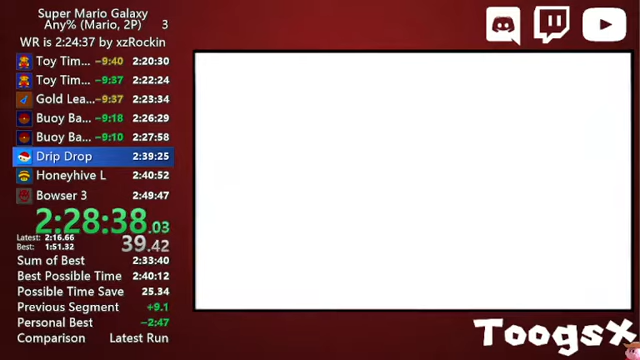 Super Mario Galaxy
Any% (Mario, 2P) 3
WR is 2:24:37 by xzRockin
Toy Tim... −9:40 2:20:30
Toy Tim... −9:37 2:22:24
Gold Lea... −9:37 2:23:34
Buoy Ba... −9:18 2:26:29
Buoy Ba... −9:10 2:27:58
Drip Drop 2:39:25
Honeyhive L 2:40:52
Bowser 3 2:49:47
2:28:38.03
Latest: 2:16.66
Best: 1:51.32
39.42
Sum of Best 2:33:40
Best Possible Time 2:40:12
Possible Time Save 25.34
Previous Segment +9.1
Personal Best −2:47
Comparison Latest Run
ToogsX